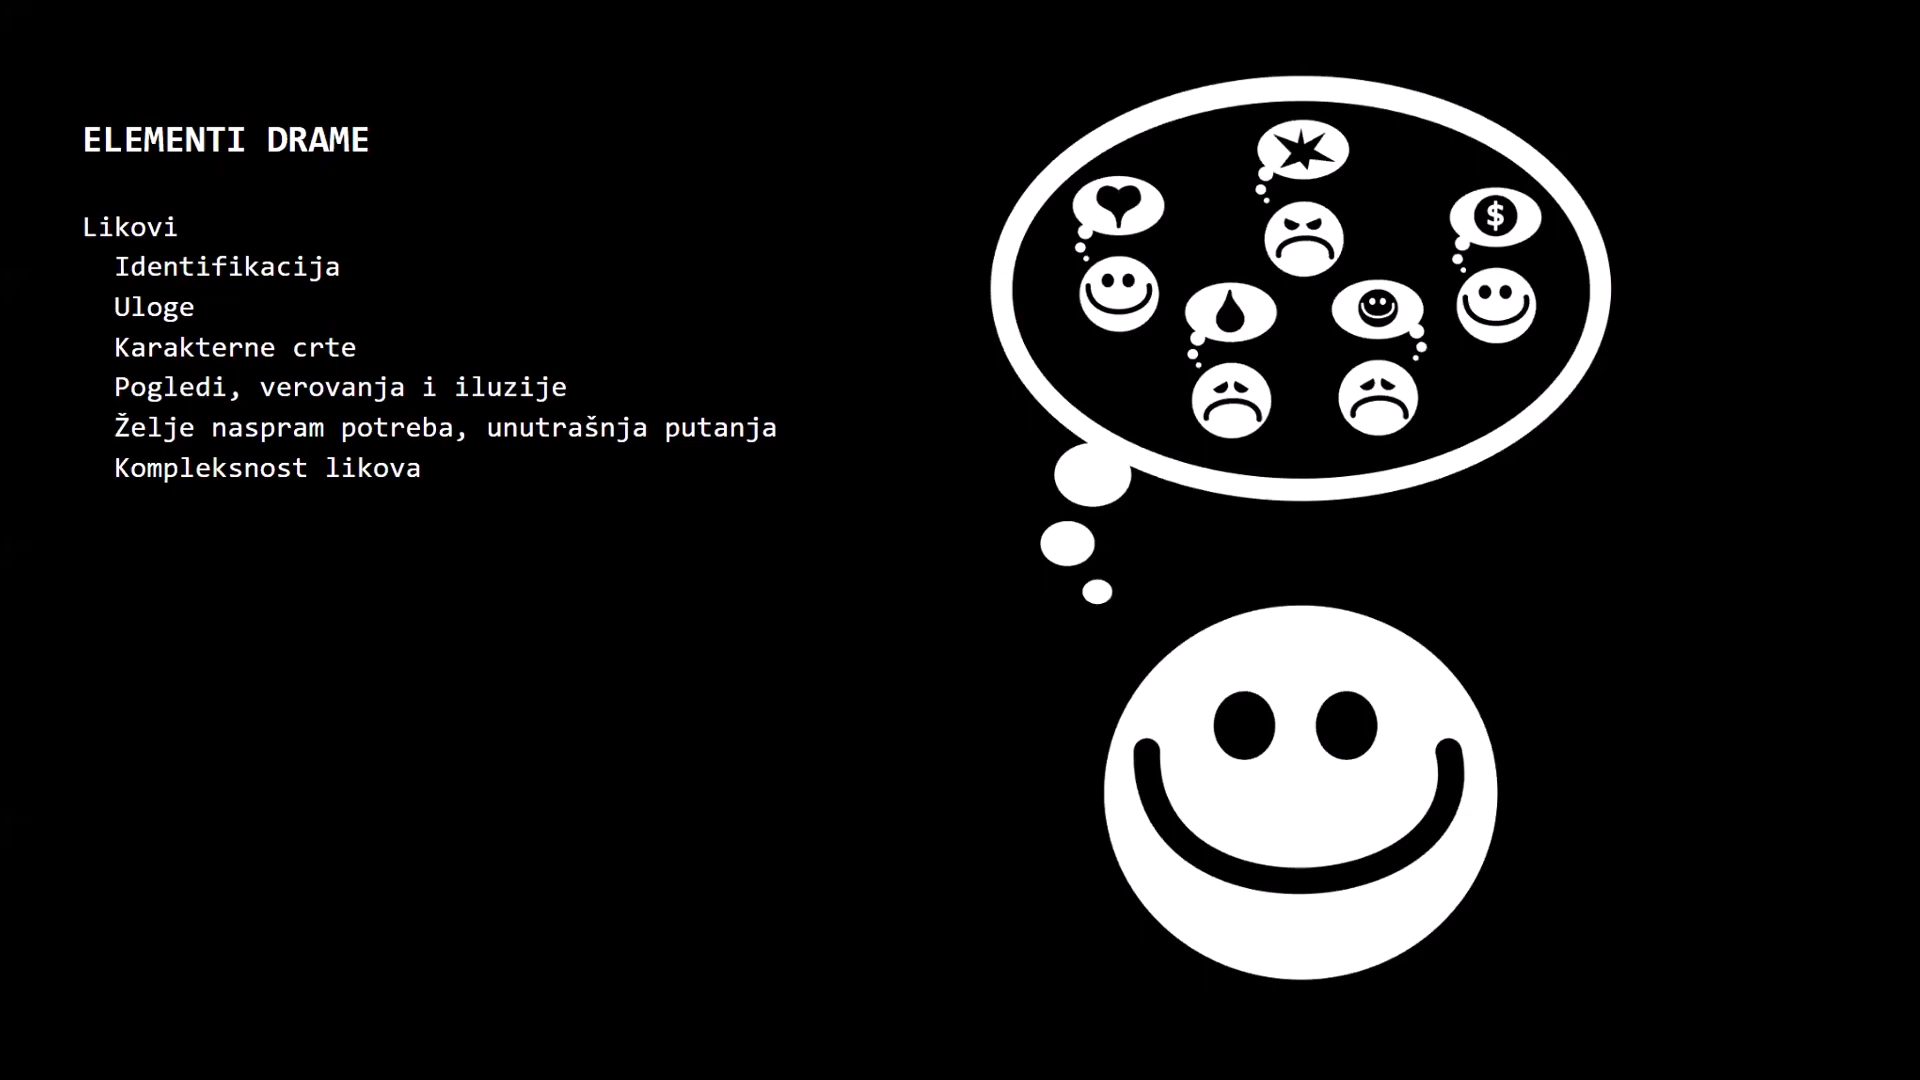 ELEMENTI DRAME
Likovi
Identifikacija
Uloge
Karakterne crte
Pogledi, verovanja i iluzije
Želje naspram potreba, unutrašnja putanja
Kompleksnost likova
$